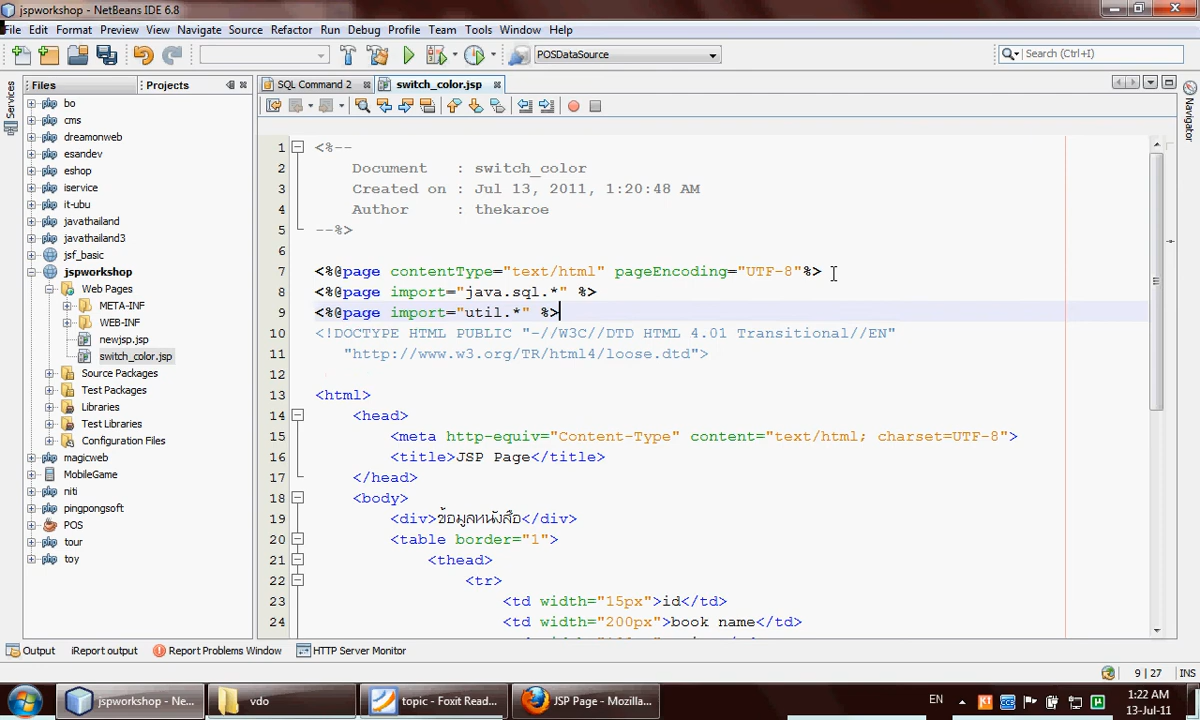 jspworkshop - NetBeans IDE 6.8
File Edit Format Preview View Navigate Source Refactor Run Debug Profile Team Tools Window Help
POSDataSource
Search (Ctrl+I)
Services
Files
Projects
SQL Command 2
switch_color.jsp
Navigator
bo
cms
dreamonweb
esandev
eshop
iservice
it-ubu
javathailand
javathailand3
jsf_basic
jspworkshop
Web Pages
META-INF
WEB-INF
newjsp.jsp
switch_color.jsp
Source Packages
Test Packages
Libraries
Test Libraries
Configuration Files
magicweb
MobileGame
niti
pingpongsoft
POS
tour
toy
1 <%--
2 Document : switch_color
3 Created on : Jul 13, 2011, 1:20:48 AM
4 Author : thekaroe
5 --%>
6
7 <%@page contentType="text/html" pageEncoding="UTF-8"%>
8 <%@page import="java.sql.*" %>
9 <%@page import="util.*" %>
10 <!DOCTYPE HTML PUBLIC "-//W3C//DTD HTML 4.01 Transitional//EN"
11 "http://www.w3.org/TR/html4/loose.dtd">
12
13 <html>
14 <head>
15 <meta http-equiv="Content-Type" content="text/html; charset=UTF-8">
16 <title>JSP Page</title>
17 </head>
18 <body>
19 <div>ข้อมูลหนังสือ</div>
20 <table border="1">
21 <thead>
22 <tr>
23 <td width="15px">id</td>
24 <td width="200px">book name</td>
Output
iReport output
Report Problems Window
HTTP Server Monitor
9 | 27 INS
jspworkshop - Ne...
vdo
topic - Foxit Read...
JSP Page - Mozilla...
EN
1:22 AM
13-Jul-11